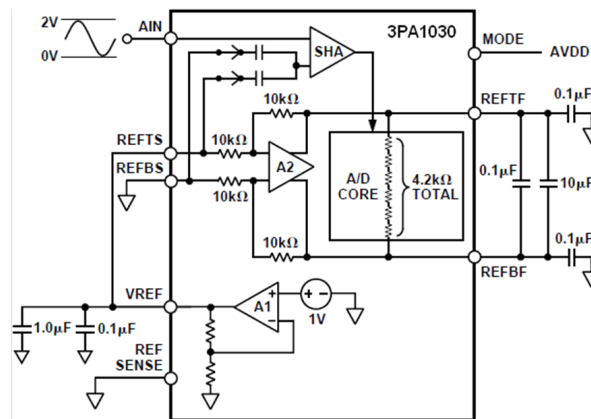 2V
0V
AIN
SHA
3PA1030
MODE
AVDD
10kΩ
REFTF
0.1µF
REFTS
10kΩ
REFBS
10kΩ
A2
A/D
CORE
4.2kΩ
TOTAL
0.1µF
10µF
10kΩ
0.1µF
REFBF
VREF
A1
+
−
+ −
1V
1.0µF
0.1µF
REF
SENSE